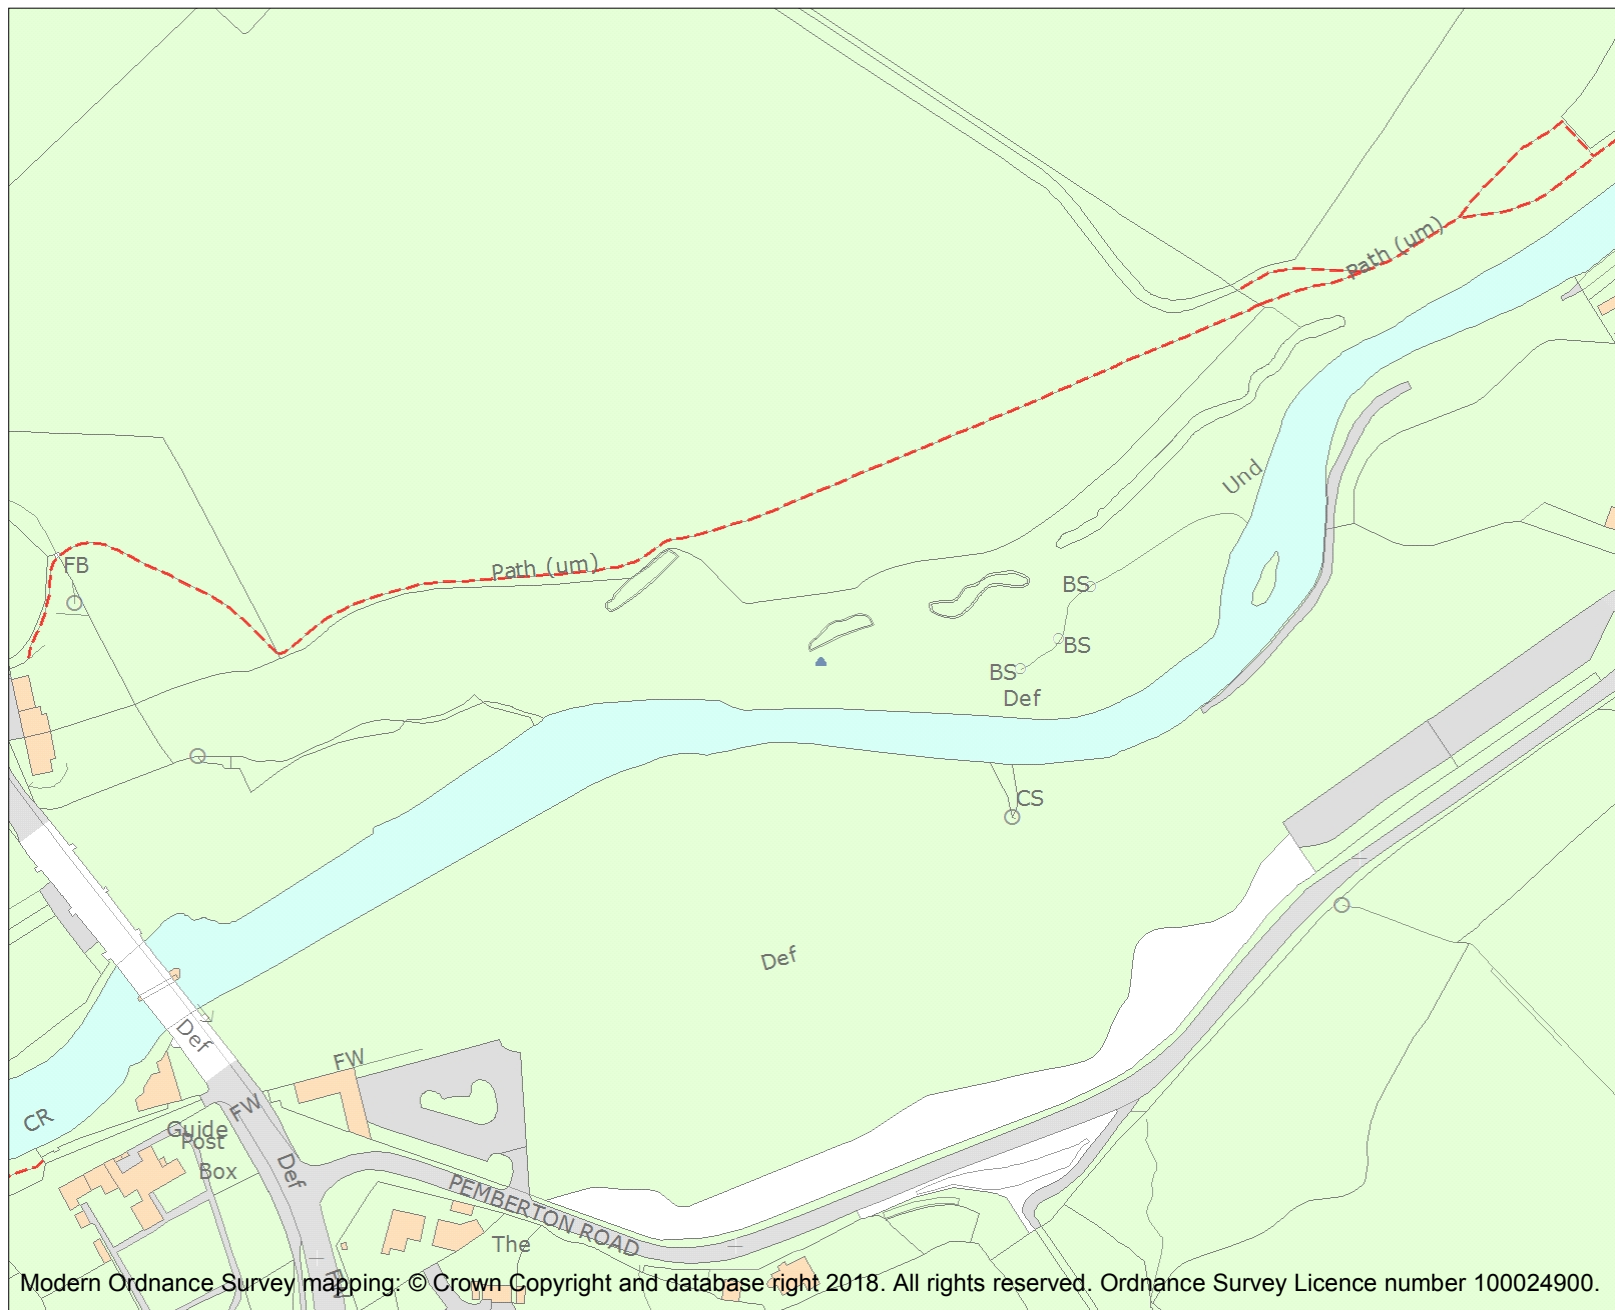 Path (um)
Und
FB
Path (um)
BS
BS
BS
Def
CS
Def
Def
FW
FW
CR
Guide
Post
Box
Def
PEMBERTON ROAD
The
Modern Ordnance Survey mapping: © Crown Copyright and database right 2018. All rights reserved. Ordnance Survey Licence number 100024900.